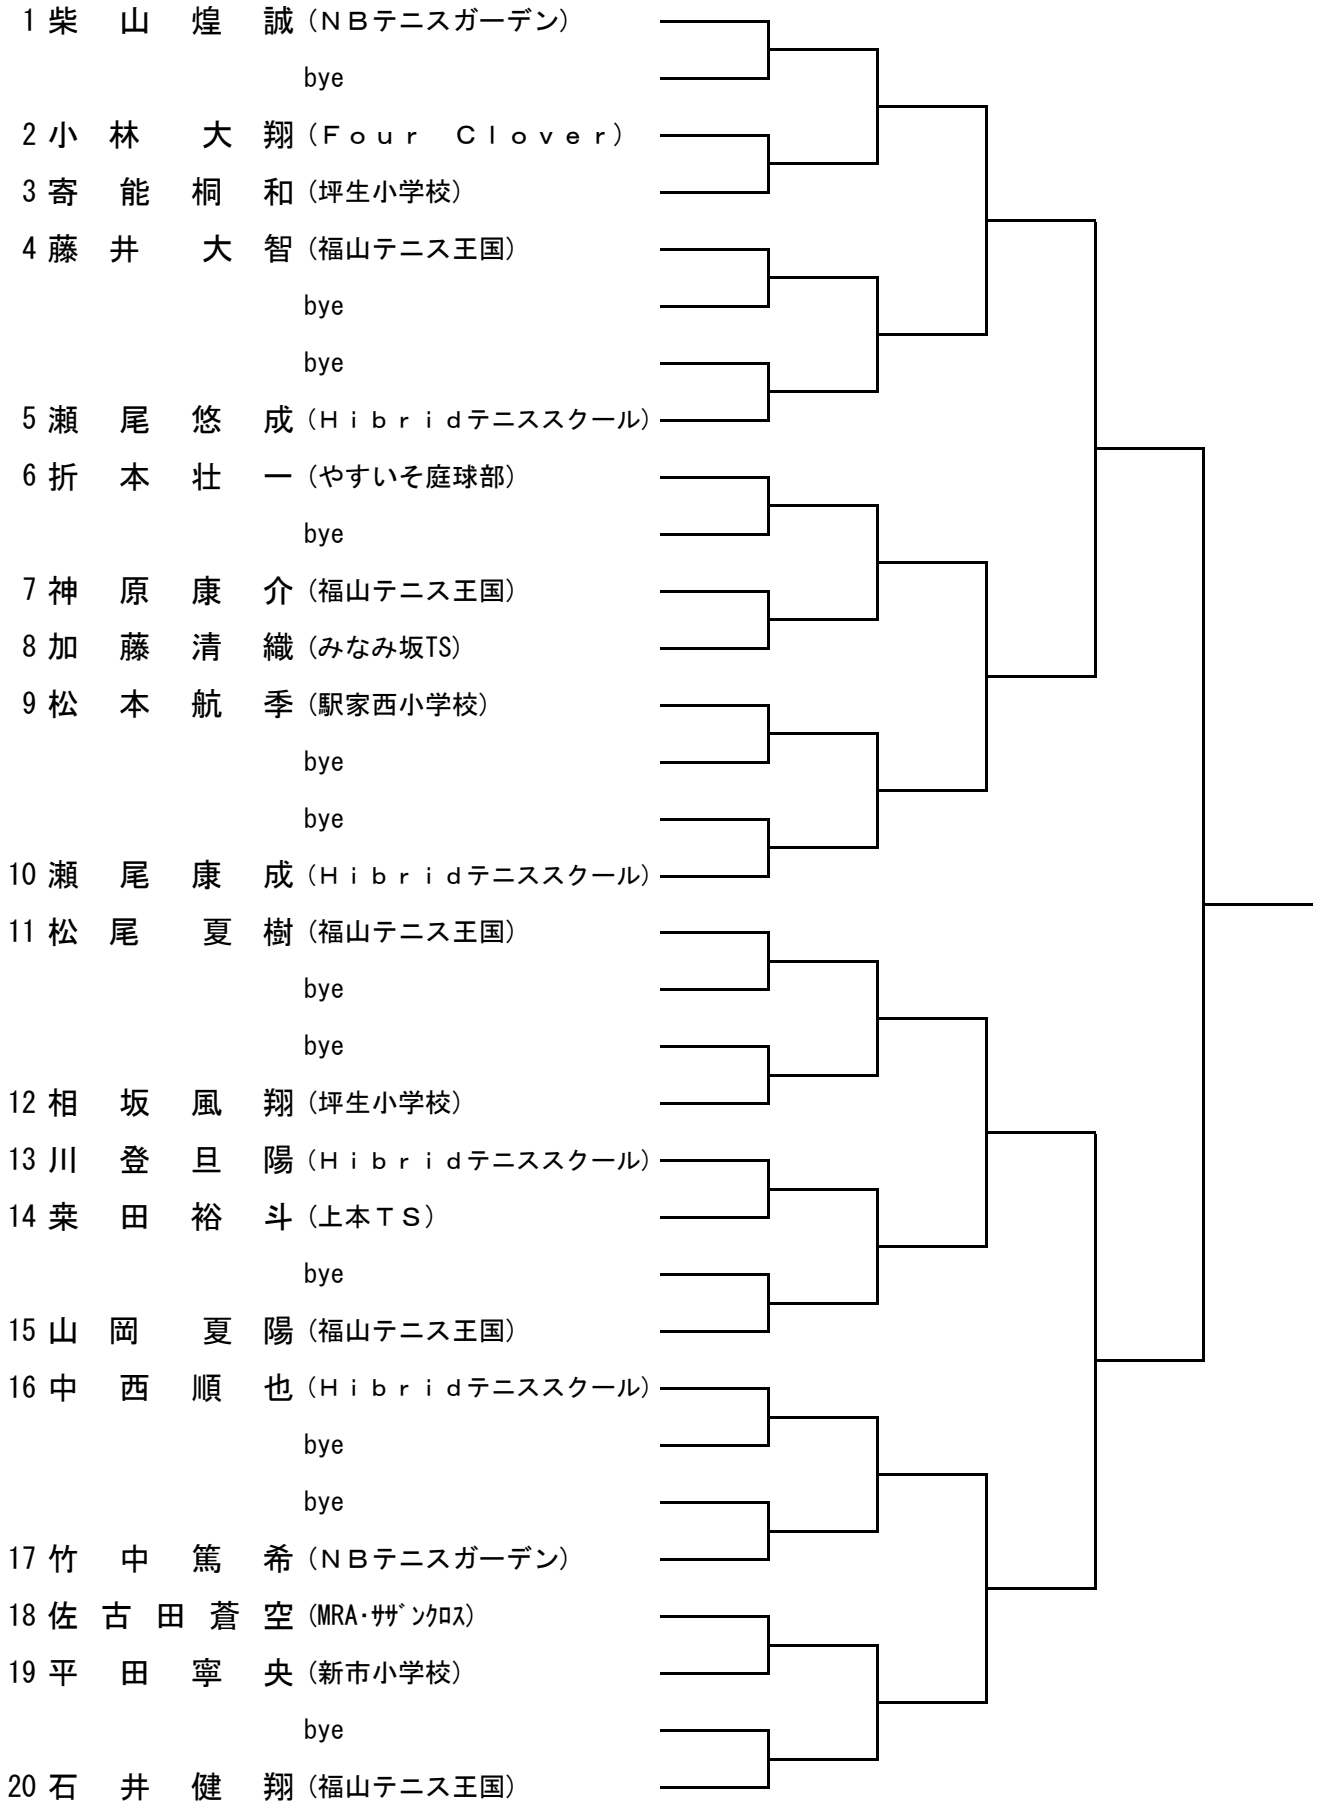 1 柴山煌誠 (ＮＢテニスガーデン)
bye
2 小林　大翔 (Ｆｏｕｒ　Ｃｌｏｖｅｒ)
3 寄能桐和 (坪生小学校)
4 藤井　大智 (福山テニス王国)
bye
bye
5 瀬尾悠成 (Ｈｉｂｒｉｄテニススクール)
6 折本壮一 (やすいそ庭球部)
bye
7 神原康介 (福山テニス王国)
8 加藤清織 (みなみ坂TS)
9 松本航季 (駅家西小学校)
bye
bye
10 瀬尾康成 (Ｈｉｂｒｉｄテニススクール)
11 松尾　夏樹 (福山テニス王国)
bye
bye
12 相坂風翔 (坪生小学校)
13 川登旦陽 (Ｈｉｂｒｉｄテニススクール)
14 桒田裕斗 (上本ＴＳ)
bye
15 山岡　夏陽 (福山テニス王国)
16 中西順也 (Ｈｉｂｒｉｄテニススクール)
bye
bye
17 竹中篤希 (ＮＢテニスガーデン)
18 佐古田蒼空 (MRA･ｻｻﾞﾝｸﾛｽ)
19 平田寧央 (新市小学校)
bye
20 石井健翔 (福山テニス王国)